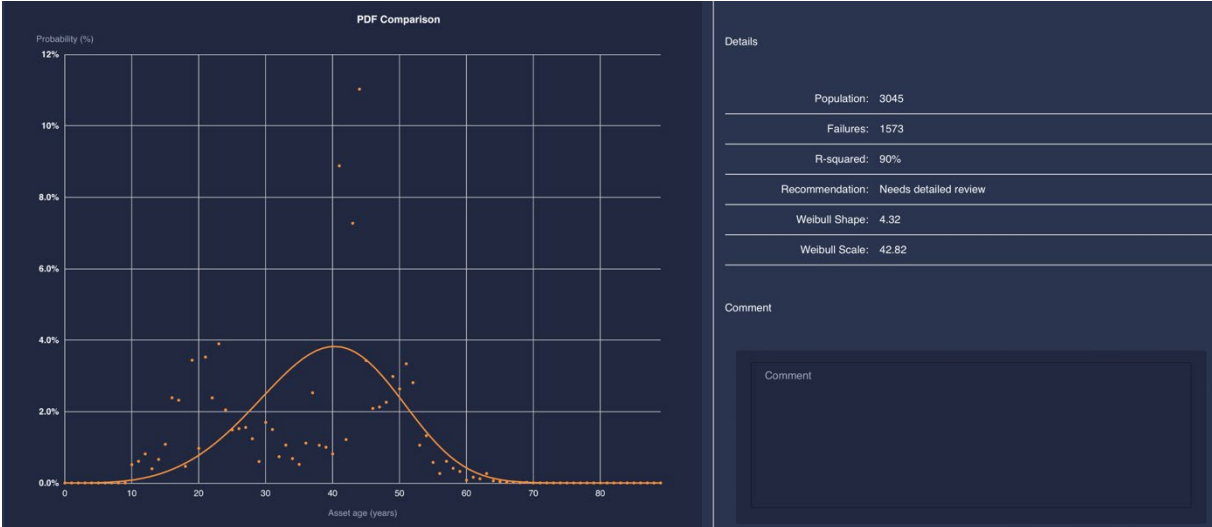 PDF Comparison
Probability (%)
12%
10%
8.0%
6.0%
4.0%
2.0%
0.0%
0 10 20 30 40 50 60 70 80
Asset age (years)
Details
Population: 3045
Failures: 1573
R-squared: 90%
Recommendation: Needs detailed review
Weibull Shape: 4.32
Weibull Scale: 42.82
Comment
Comment